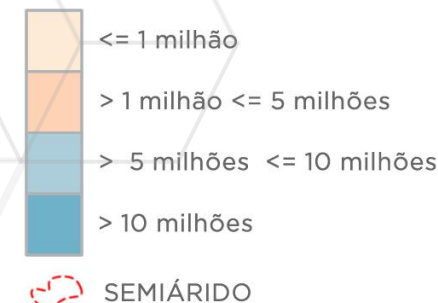 <= 1 milhão
> 1 milhão <= 5 milhões
> 5 milhões <= 10 milhões
> 10 milhões
SEMIÁRIDO